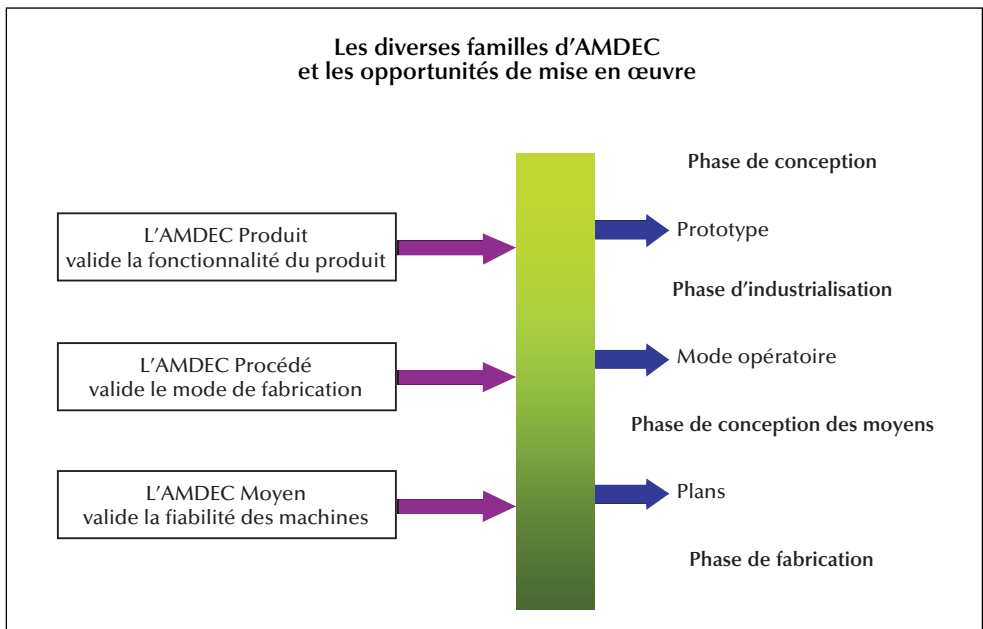 Les diverses familles d’AMDEC
et les opportunités de mise en œuvre
Phase de conception
L’AMDEC Produit
valide la fonctionnalité du produit
Prototype
Phase d’industrialisation
L’AMDEC Procédé
valide le mode de fabrication
Mode opératoire
Phase de conception des moyens
L’AMDEC Moyen
valide la fiabilité des machines
Plans
Phase de fabrication